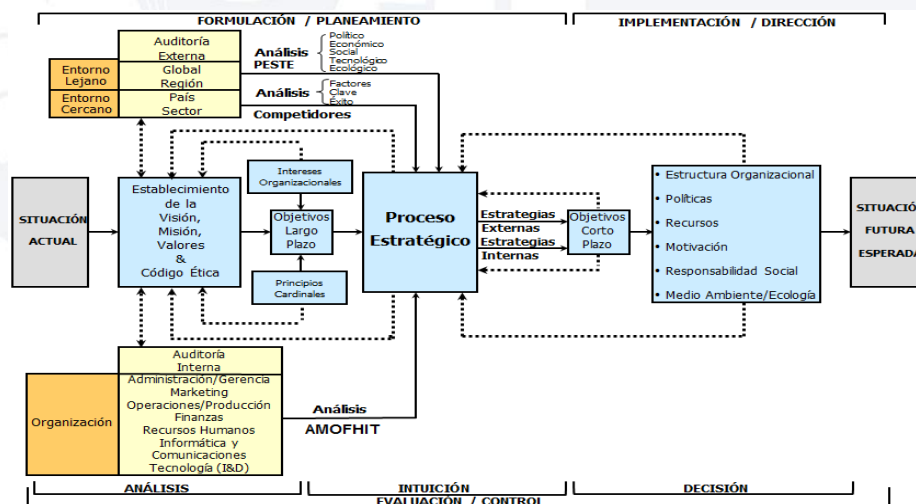 FORMULACIÓN / PLANEAMIENTO
IMPLEMENTACIÓN / DIRECCIÓN
Auditoría
Externa
Entorno
Lejano
Global
Región
Entorno
Cercano
País
Sector
Análisis
PESTE
Político
Económico
Social
Tecnológico
Ecológico
Análisis
Factores
Clave
Éxito
Competidores
SITUACIÓN
ACTUAL
Establecimiento
de la
Visión,
Misión,
Valores
&
Código Ética
Intereses
Organizacionales
Objetivos
Largo
Plazo
Principios
Cardinales
Proceso
Estratégico
Estrategias
Externas
Estrategias
Internas
Objetivos
Corto
Plazo
• Estructura Organizacional
• Políticas
• Recursos
• Motivación
• Responsabilidad Social
• Medio Ambiente/Ecología
SITUACIÓN
FUTURA
ESPERADA
Organización
Auditoría
Interna
Administración/Gerencia
Marketing
Operaciones/Producción
Finanzas
Recursos Humanos
Informática y
Comunicaciones
Tecnología (I&D)
Análisis
AMOFHIT
ANÁLISIS
INTUICIÓN
DECISIÓN
EVALUACIÓN / CONTROL